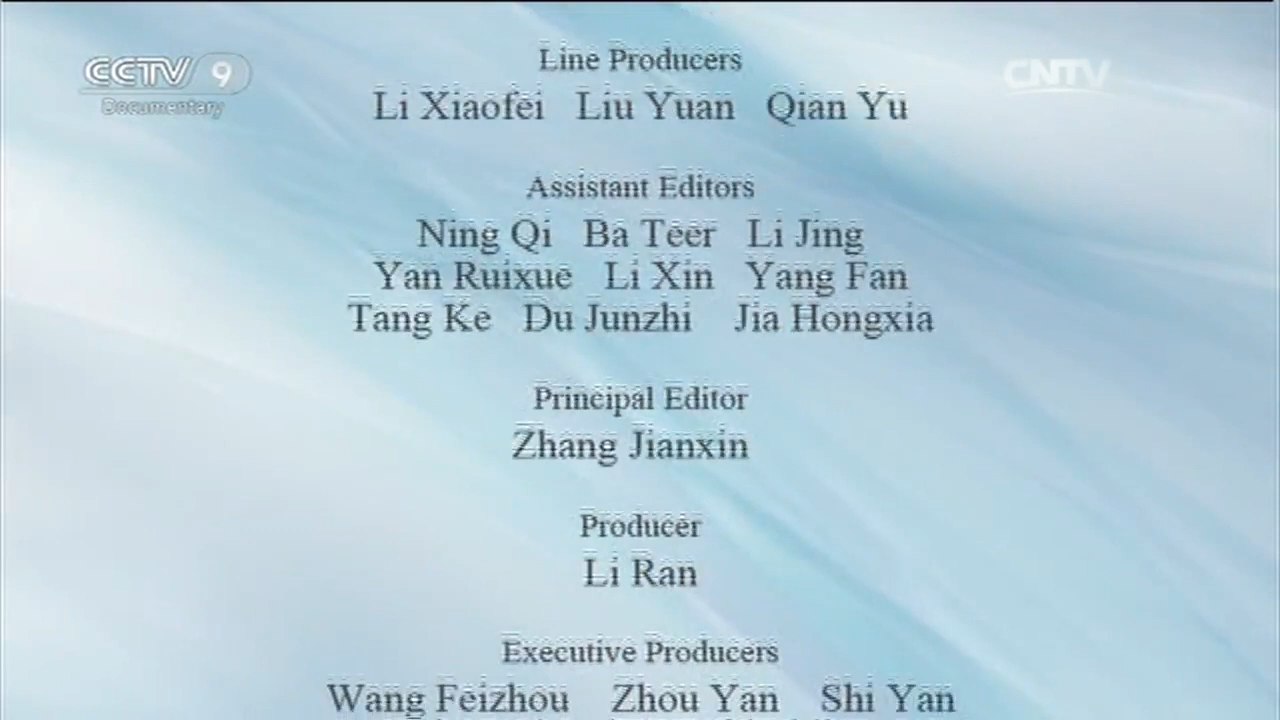 Line Producers
CCTV 9
CNTV
Documentary
Li Xiaofei Liu Yuan Qian Yu
Assistant Editors
Ning Qi Ba Teer Li Jing
Yan Ruixue Li Xin Yang Fan
Tang Ke Du Junzhi Jia Hongxia
Principal Editor
Zhang Jianxin
Producer
Li Ran
Executive Producers
Wang Feizhou Zhou Yan Shi Yan